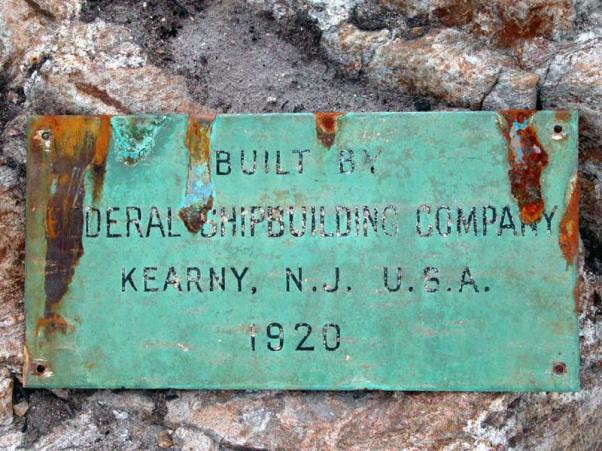 BUILT BY
DERAL SHIPBUILDING COMPANY
KEARNY, N.J. U.S.A.
1920